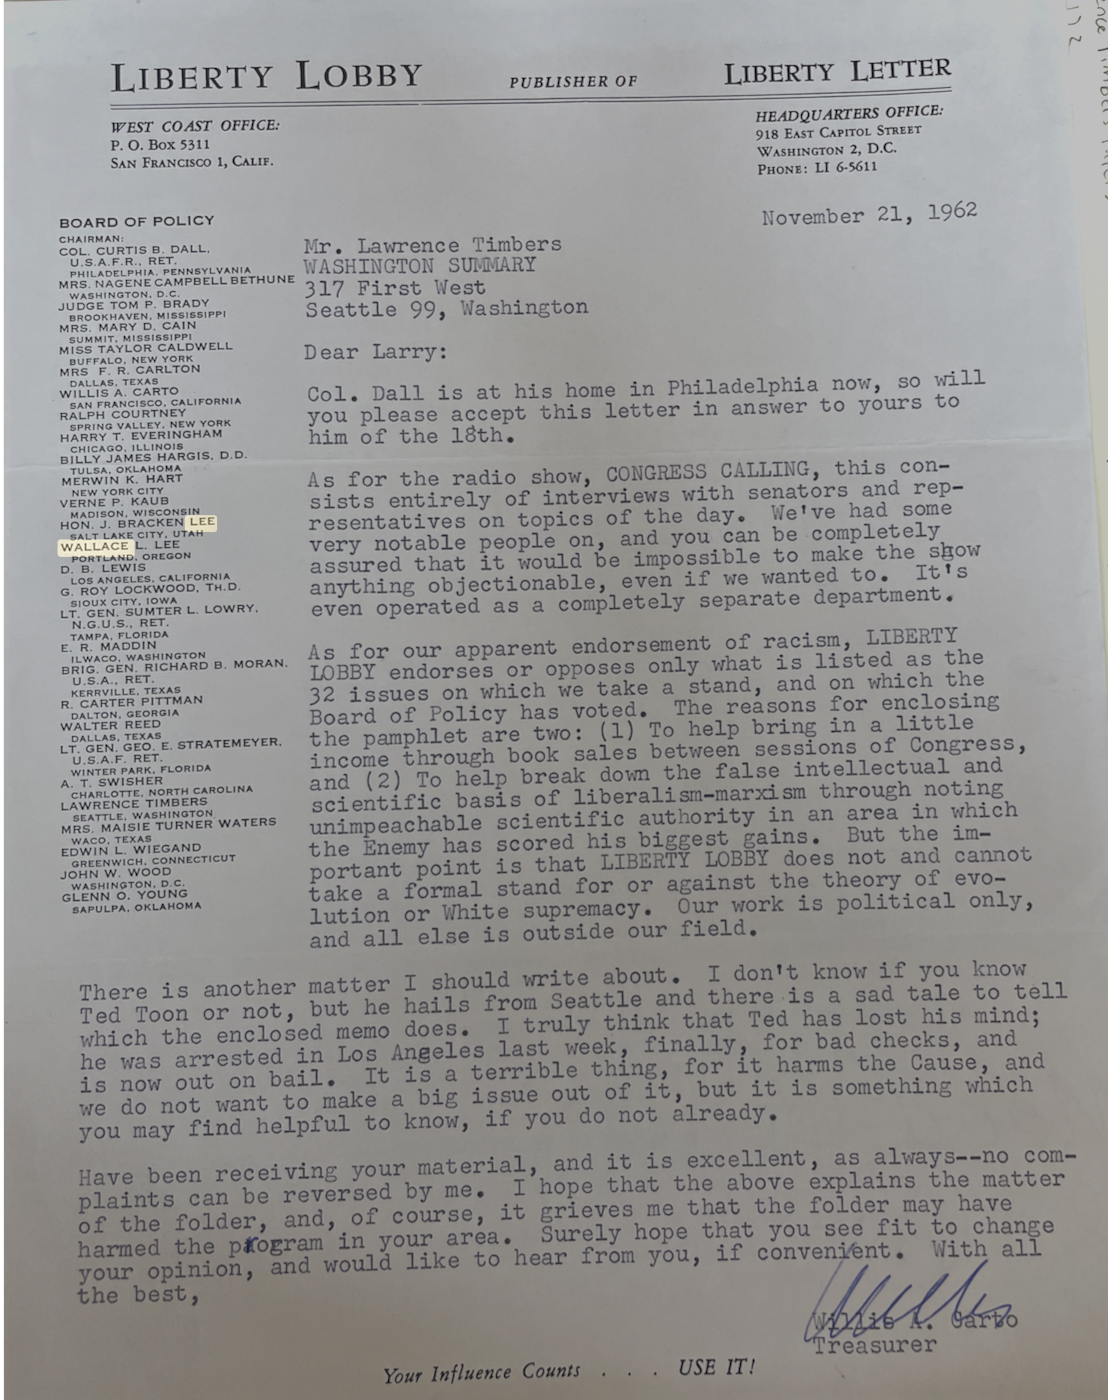 LIBERTY LOBBY PUBLISHER OF LIBERTY LETTER
WEST COAST OFFICE:
P. O. Box 5311
SAN FRANCISCO 1, CALIF.
HEADQUARTERS OFFICE:
918 EAST CAPITOL STREET
WASHINGTON 2, D.C.
PHONE: LI 6-5611
November 21, 1962
BOARD OF POLICY
CHAIRMAN:
COL. CURTIS B. DALL,
U.S.A.F.R., RET.
PHILADELPHIA, PENNSYLVANIA
MRS. NAGENE CAMPBELL BETHUNE
WASHINGTON, D.C.
JUDGE TOM P. BRADY
BROOKHAVEN, MISSISSIPPI
MRS. MARY D. CAIN
SUMMIT, MISSISSIPPI
MISS TAYLOR CALDWELL
BUFFALO, NEW YORK
MRS F. R. CARLTON
DALLAS, TEXAS
WILLIS A. CARTO
SAN FRANCISCO, CALIFORNIA
RALPH COURTNEY
SPRING VALLEY, NEW YORK
HARRY T. EVERINGHAM
CHICAGO, ILLINOIS
BILLY JAMES HARGIS, D.D.
TULSA, OKLAHOMA
MERWIN K. HART
NEW YORK CITY
VERNE P. KAUB
MADISON, WISCONSIN
HON. J. BRACKEN LEE
SALT LAKE CITY, UTAH
WALLACE L. LEE
PORTLAND, OREGON
D. B. LEWIS
LOS ANGELES, CALIFORNIA
G. ROY LOCKWOOD, TH.D.
SIOUX CITY, IOWA
LT. GEN. SUMTER L. LOWRY,
N.G.U.S., RET.
TAMPA, FLORIDA
E. R. MADDIN
ILWACO, WASHINGTON
BRIG. GEN. RICHARD B. MORAN,
U.S.A., RET.
KERRVILLE, TEXAS
R. CARTER PITTMAN
DALTON, GEORGIA
WALTER REED
DALLAS, TEXAS
LT. GEN. GEO. E. STRATEMEYER,
U.S.A.F. RET.
WINTER PARK, FLORIDA
A. T. SWISHER
CHARLOTTE, NORTH CAROLINA
LAWRENCE TIMBERS
SEATTLE, WASHINGTON
MRS. MAISIE TURNER WATERS
WACO, TEXAS
EDWIN L. WIEGAND
GREENWICH, CONNECTICUT
JOHN W. WOOD
WASHINGTON, D.C.
GLENN O. YOUNG
SAPULPA, OKLAHOMA
Mr. Lawrence Timbers
WASHINGTON SUMMARY
317 First West
Seattle 99, Washington
Dear Larry:
Col. Dall is at his home in Philadelphia now, so will
you please accept this letter in answer to yours to
him of the 18th.
As for the radio show, CONGRESS CALLING, this con-
sists entirely of interviews with senators and rep-
resentatives on topics of the day. We've had some
very notable people on, and you can be completely
assured that it would be impossible to make the show
anything objectionable, even if we wanted to. It's
even operated as a completely separate department.
As for our apparent endorsement of racism, LIBERTY
LOBBY endorses or opposes only what is listed as the
32 issues on which we take a stand, and on which the
Board of Policy has voted. The reasons for enclosing
the pamphlet are two: (1) To help bring in a little
income through book sales between sessions of Congress,
and (2) To help break down the false intellectual and
scientific basis of liberalism-marxism through noting
unimpeachable scientific authority in an area in which
the Enemy has scored his biggest gains. But the im-
portant point is that LIBERTY LOBBY does not and cannot
take a formal stand for or against the theory of evo-
lution or White supremacy. Our work is political only,
and all else is outside our field.
There is another matter I should write about. I don't know if you know
Ted Toon or not, but he hails from Seattle and there is a sad tale to tell
which the enclosed memo does. I truly think that Ted has lost his mind;
he was arrested in Los Angeles last week, finally, for bad checks, and
is now out on bail. It is a terrible thing, for it harms the Cause, and
we do not want to make a big issue out of it, but it is something which
you may find helpful to know, if you do not already.
Have been receiving your material, and it is excellent, as always--no com-
plaints can be reversed by me. I hope that the above explains the matter
of the folder, and, of course, it grieves me that the folder may have
harmed the program in your area. Surely hope that you see fit to change
your opinion, and would like to hear from you, if convenient. With all
the best,
Willis A. Carto
Treasurer
Your Influence Counts . . . USE IT!